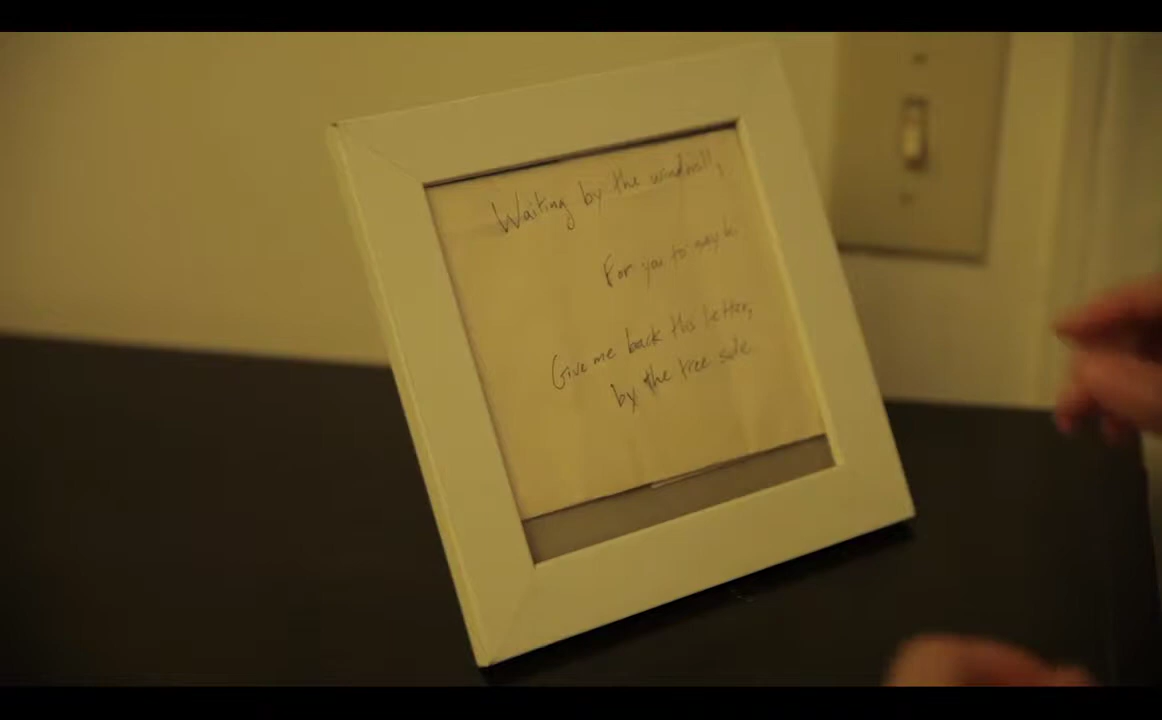 Waiting by the windmill,
For you to say
Give me back this letter,
by the tree side